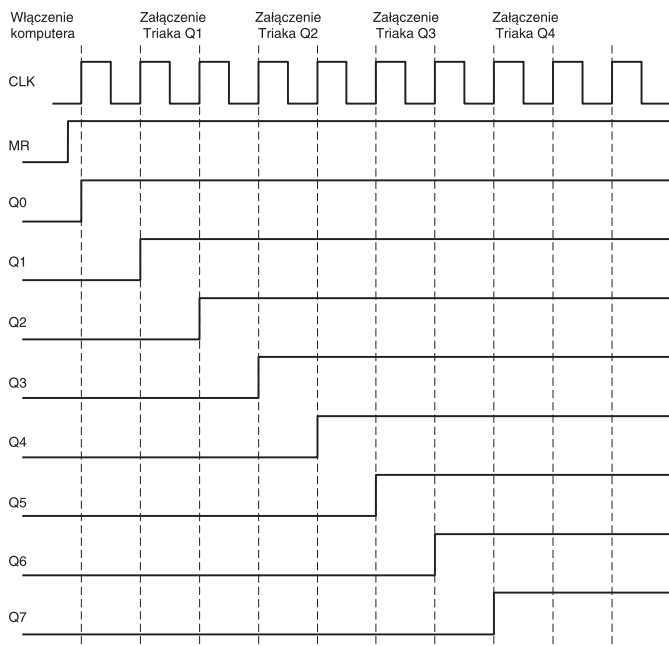 Włączenie
komputera
Załączenie
Triaka Q1
Załączenie
Triaka Q2
Załączenie
Triaka Q3
Załączenie
Triaka Q4
CLK
MR
Q0
Q1
Q2
Q3
Q4
Q5
Q6
Q7